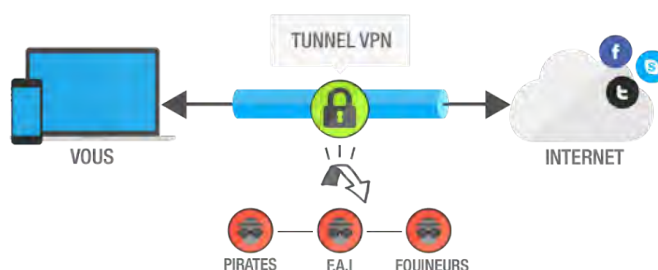 TUNNEL VPN
f
S
t
VOUS
INTERNET
PIRATES
F.A.I
FOUINEURS